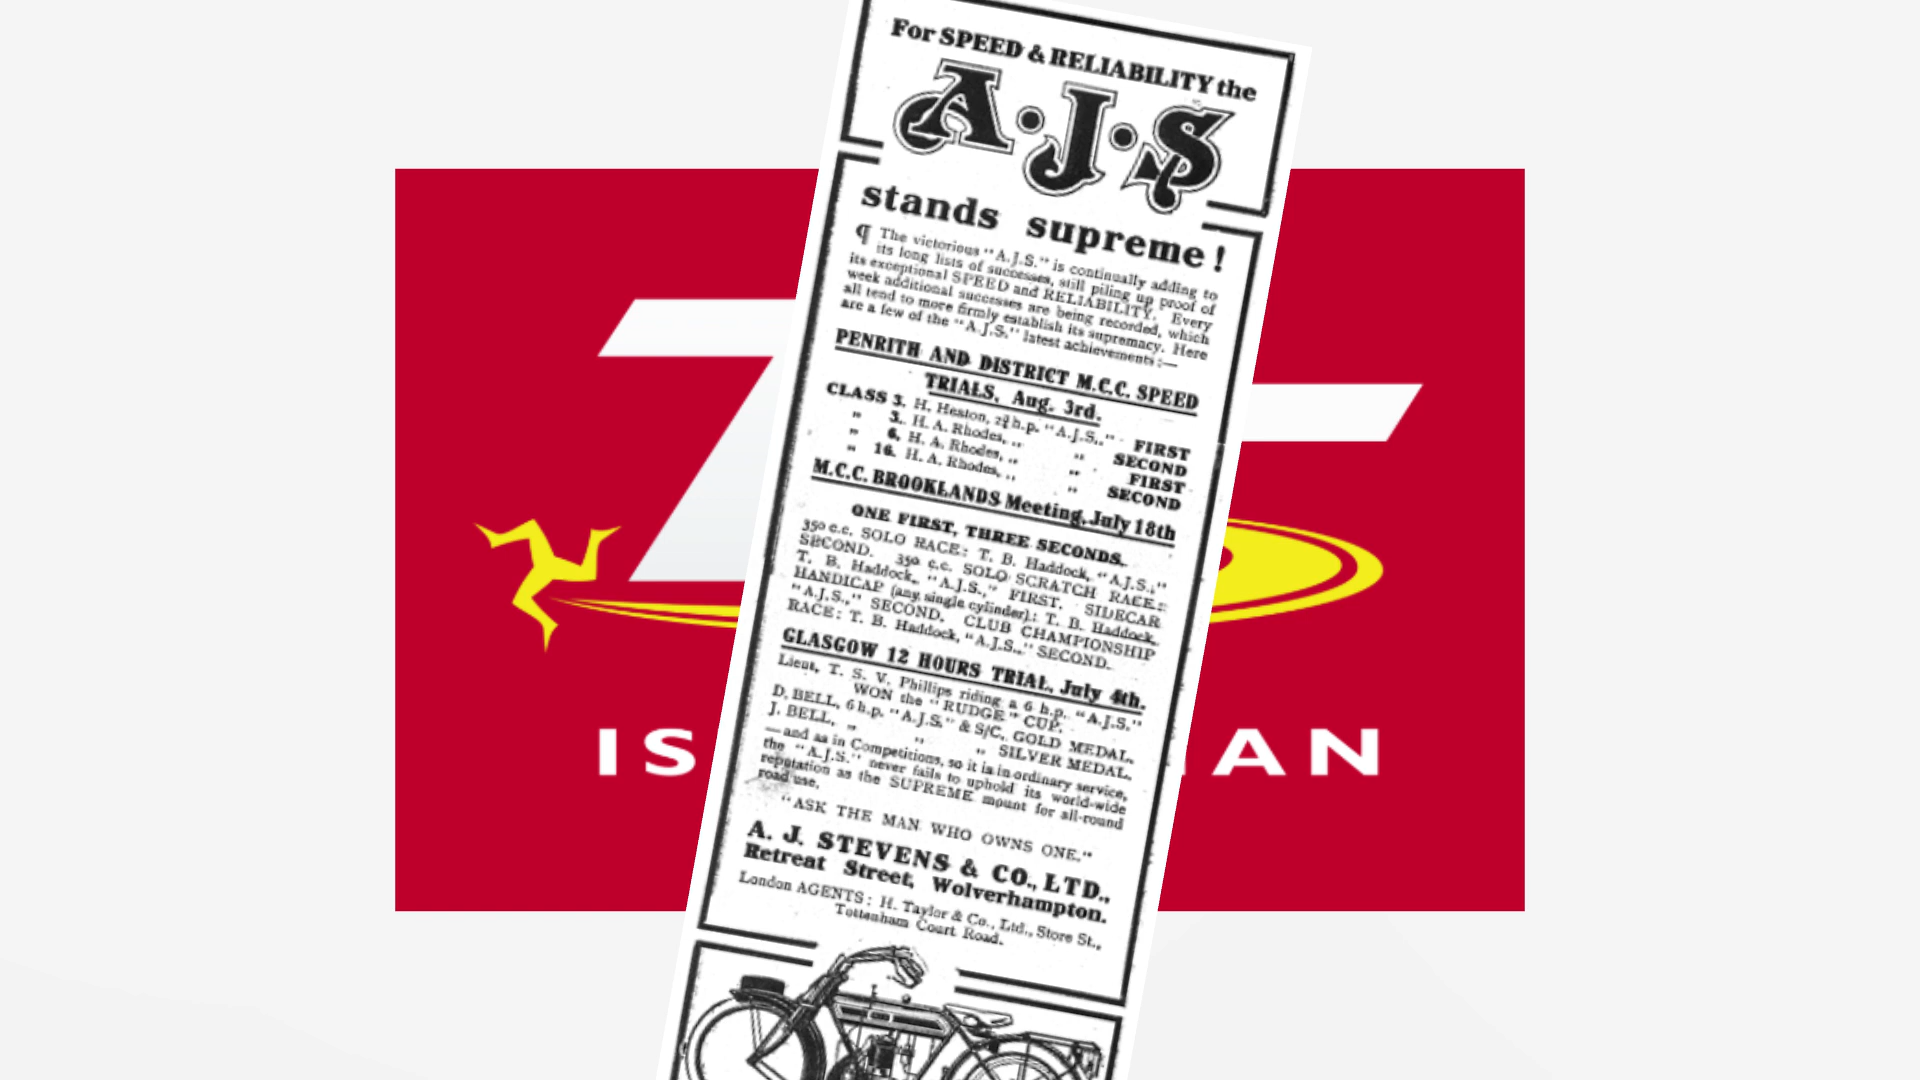 For SPEED & RELIABILITY the
A·J·S
stands supreme!
¶ The victorious "A.J.S." is continually adding to
its long lists of successes, still piling up proof of
its exceptional SPEED and RELIABILITY. Every
week additional successes are being recorded, which
all tend to more firmly establish its supremacy. Here
are a few of the "A.J.S." latest achievements:—
PENRITH AND DISTRICT M.C.C. SPEED
TRIALS, Aug. 3rd.
CLASS 3. H. Heston, 2¾ h.p. "A.J.S.," FIRST
" 3. H. A. Rhodes, " " SECOND
" 6. H. A. Rhodes, " " FIRST
" 16. H. A. Rhodes, " " SECOND
M.C.C. BROOKLANDS Meeting, July 18th
ONE FIRST, THREE SECONDS.
350 c.c. SOLO RACE: T. B. Haddock, "A.J.S.,"
SECOND. 350 c.c. SOLO SCRATCH RACE:
T. B. Haddock, "A.J.S.," FIRST. SIDECAR
HANDICAP (any single cylinder): T. B. Haddock,
"A.J.S.," SECOND. CLUB CHAMPIONSHIP
RACE: T. B. Haddock, "A.J.S.," SECOND.
GLASGOW 12 HOURS TRIAL, July 4th.
Lieut. T. S. V. Phillips riding a 6 h.p. "A.J.S."
WON the "RUDGE" CUP.
D. BELL, 6 h.p. "A.J.S." & S/C. GOLD MEDAL.
J. BELL, " " " SILVER MEDAL.
—and as in Competitions, so it is in ordinary service,
the "A.J.S." never fails to uphold its world-wide
reputation as the SUPREME mount for all-round
road use.
"ASK THE MAN WHO OWNS ONE."
A. J. STEVENS & CO., LTD.,
Retreat Street, Wolverhampton.
London AGENTS: H. Taylor & Co., Ltd., Store St.,
Tottenham Court Road.
IS
AN